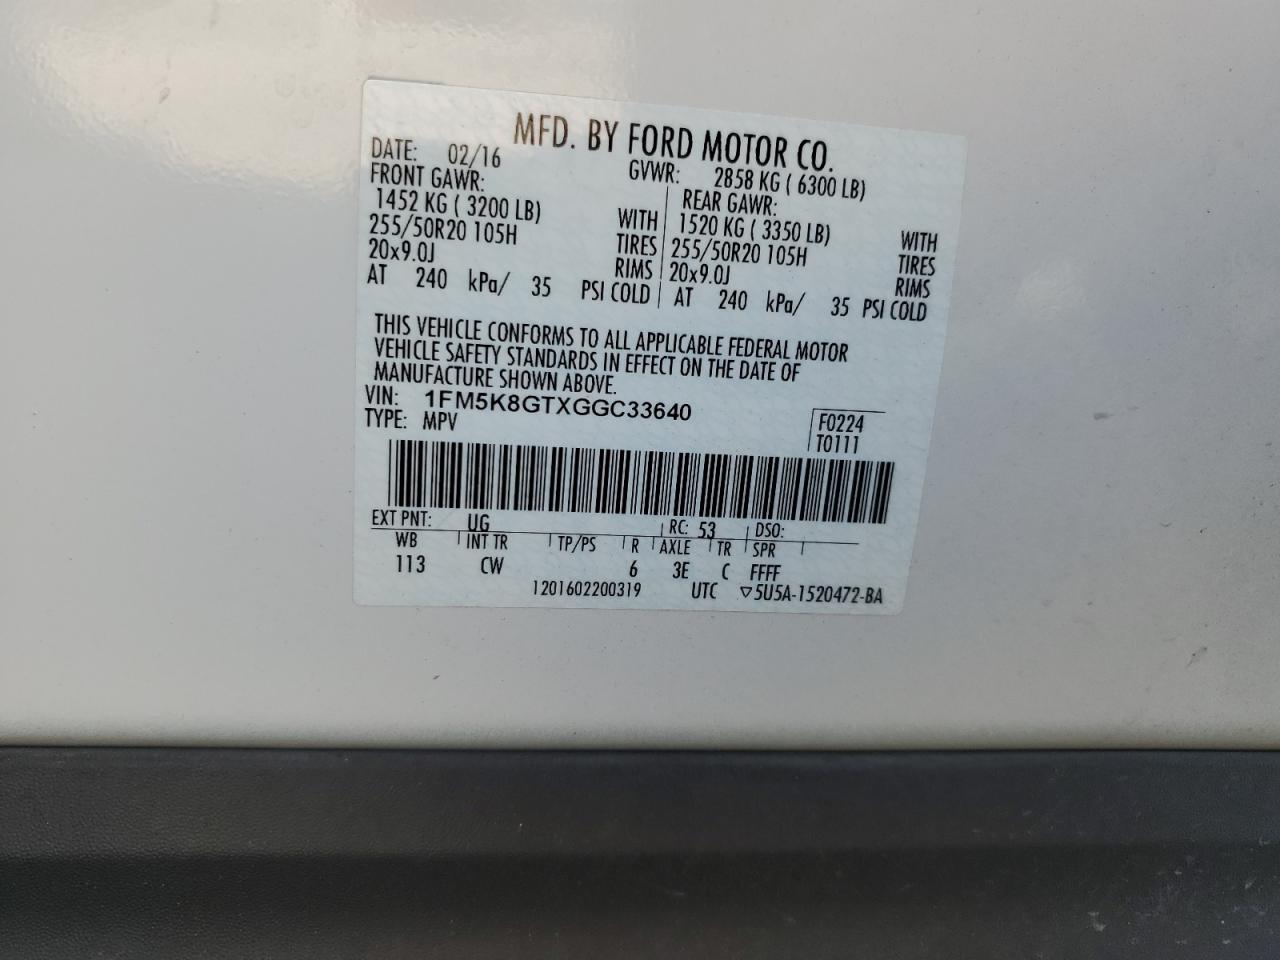 MFD. BY FORD MOTOR CO.
DATE: 02/16 GVWR: 2858 KG ( 6300 LB)
FRONT GAWR: REAR GAWR:
1452 KG ( 3200 LB) WITH 1520 KG ( 3350 LB) WITH
255/50R20 105H TIRES 255/50R20 105H TIRES
20x9.0J RIMS 20x9.0J RIMS
AT 240 kPa/ 35 PSI COLD AT 240 kPa/ 35 PSI COLD
THIS VEHICLE CONFORMS TO ALL APPLICABLE FEDERAL MOTOR
VEHICLE SAFETY STANDARDS IN EFFECT ON THE DATE OF
MANUFACTURE SHOWN ABOVE.
VIN: 1FM5K8GTXGGC33640
TYPE: MPV
F0224
T0111
EXT PNT: UG RC: 53 DSO:
WB INT TR TP/PS R AXLE TR SPR
113 CW 6 3E C FFFF
1201602200319 UTC ▽5U5A-1520472-BA